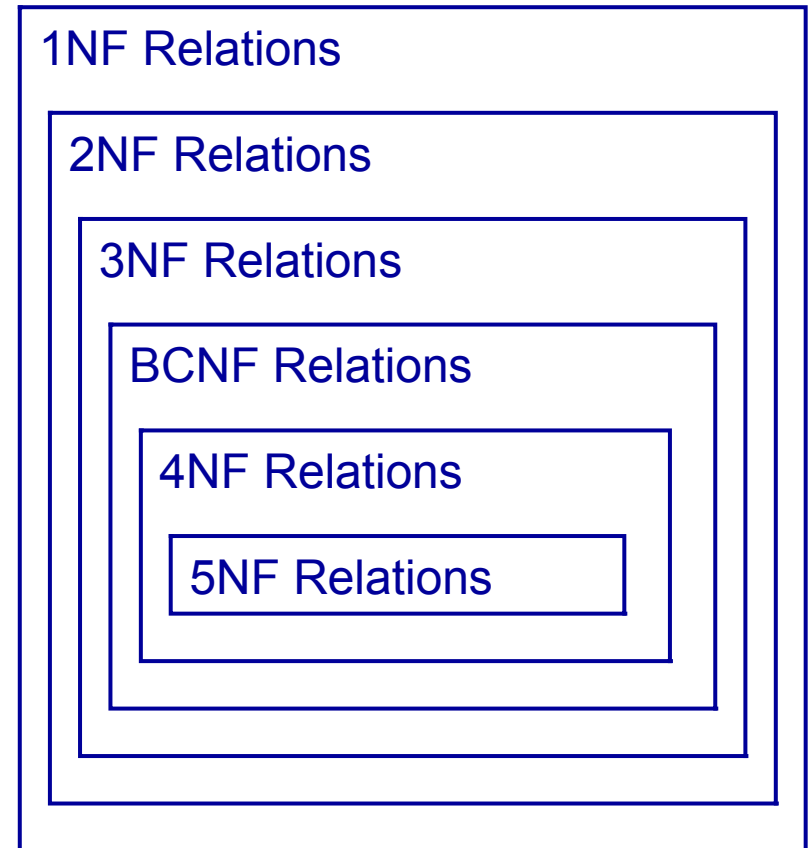 1NF Relations
2NF Relations
3NF Relations
BCNF Relations
4NF Relations
5NF Relations